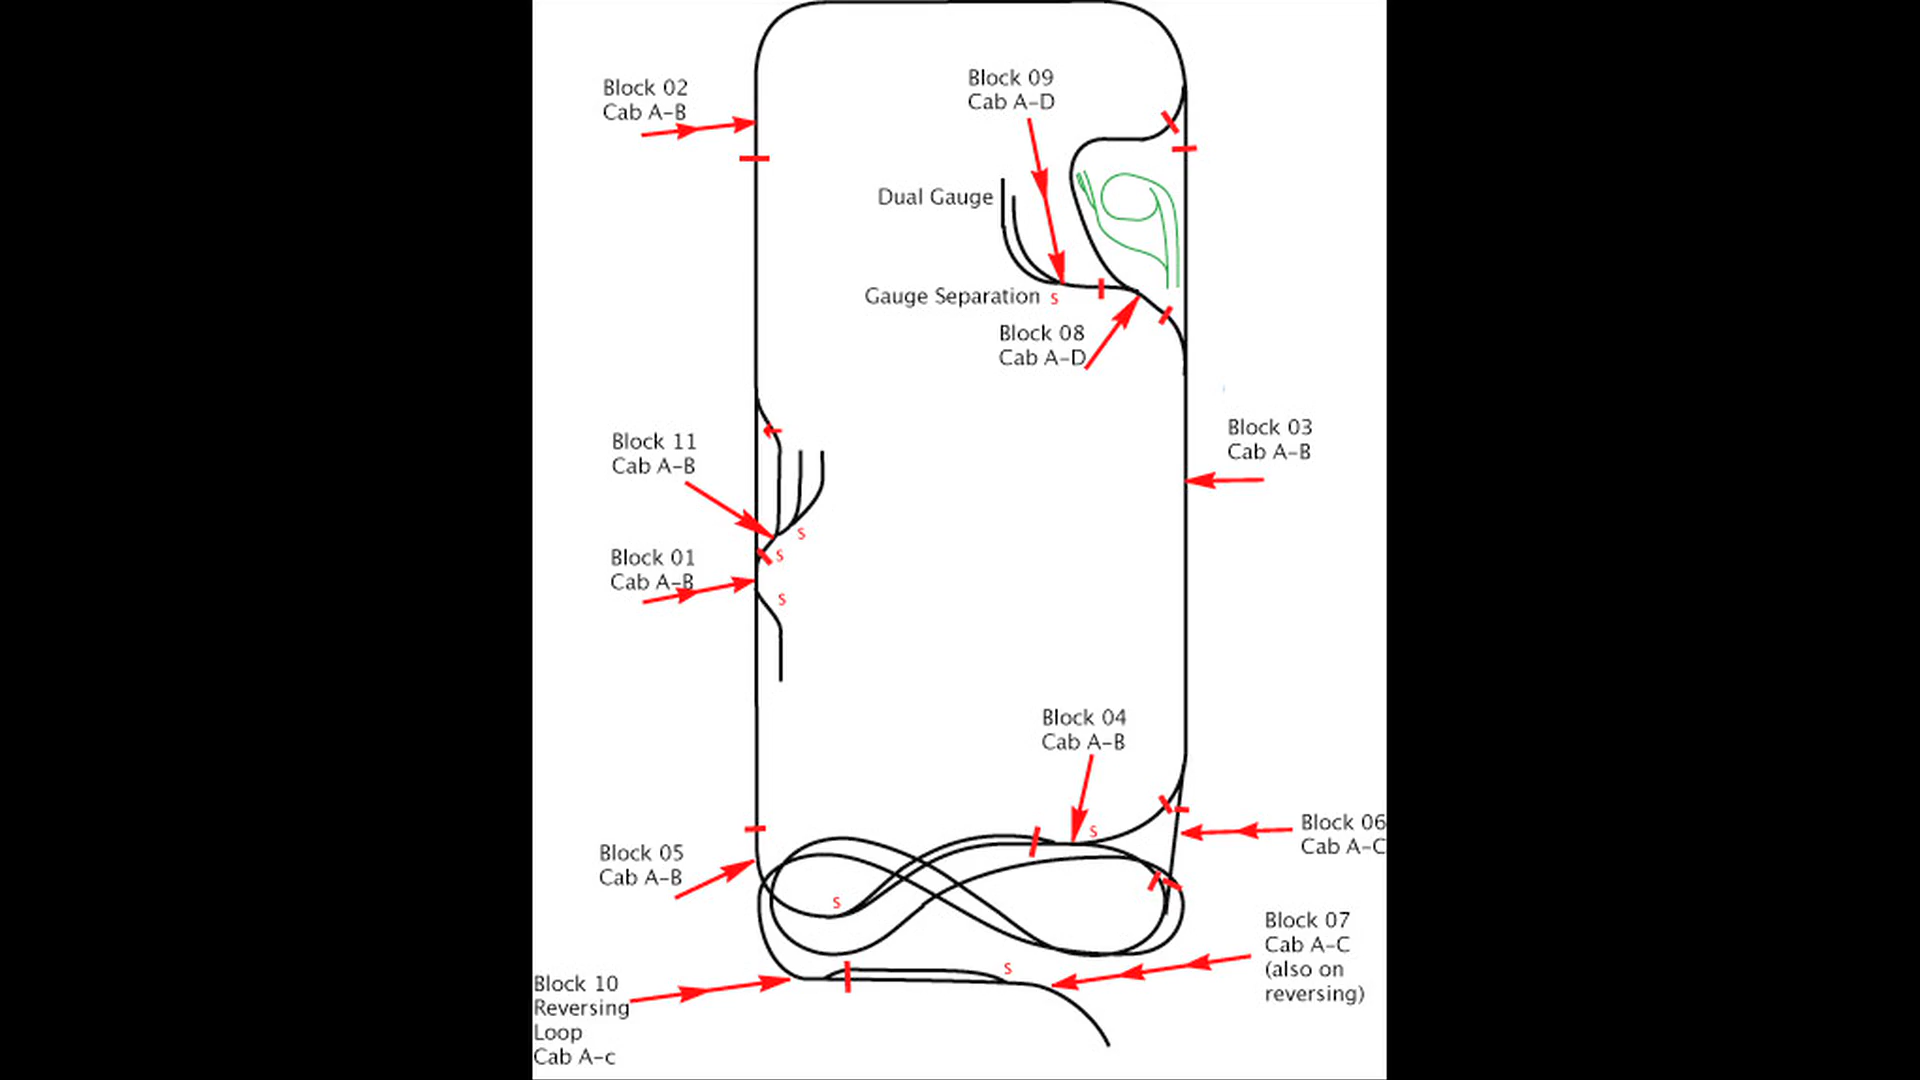 Block 02
Cab A-B
Block 09
Cab A-D
Dual Gauge
Gauge Separation s
Block 08
Cab A-D
Block 03
Cab A-B
Block 11
Cab A-B
s
s
Block 01
Cab A-B
s
Block 04
Cab A-B
s
Block 06
Cab A-C
Block 05
Cab A-B
s
Block 07
Cab A-C
(also on
reversing)
s
Block 10
Reversing
Loop
Cab A-c